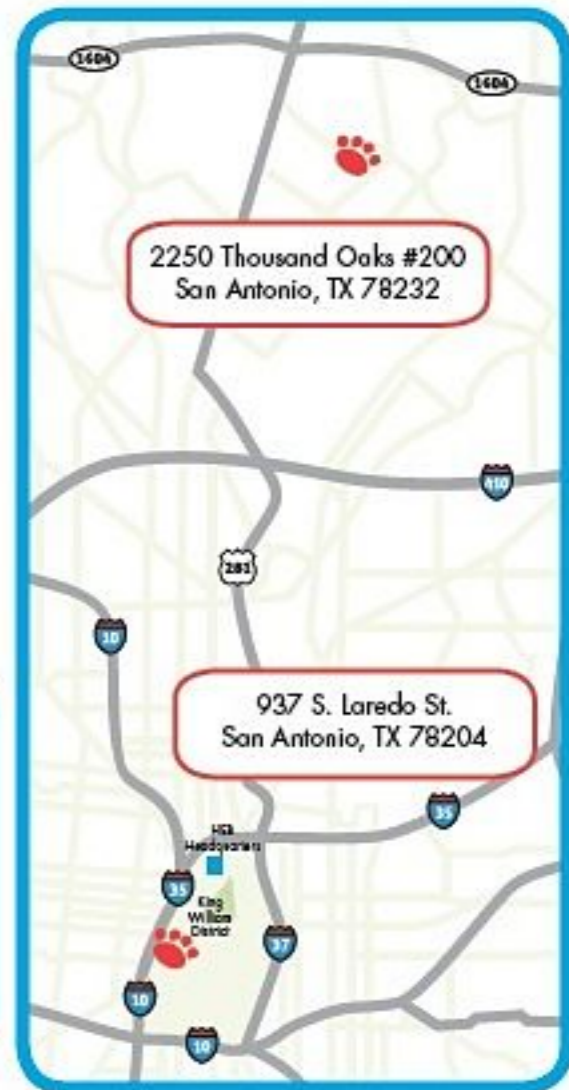 1604
1604
2250 Thousand Oaks #200
San Antonio, TX 78232
410
281
10
937 S. Laredo St.
San Antonio, TX 78204
35
HEB
Headquarters
35
King
William
District
37
10
10